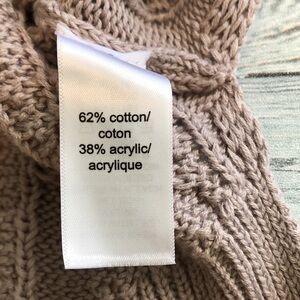 62% cotton/
coton
38% acrylic/
acrylique